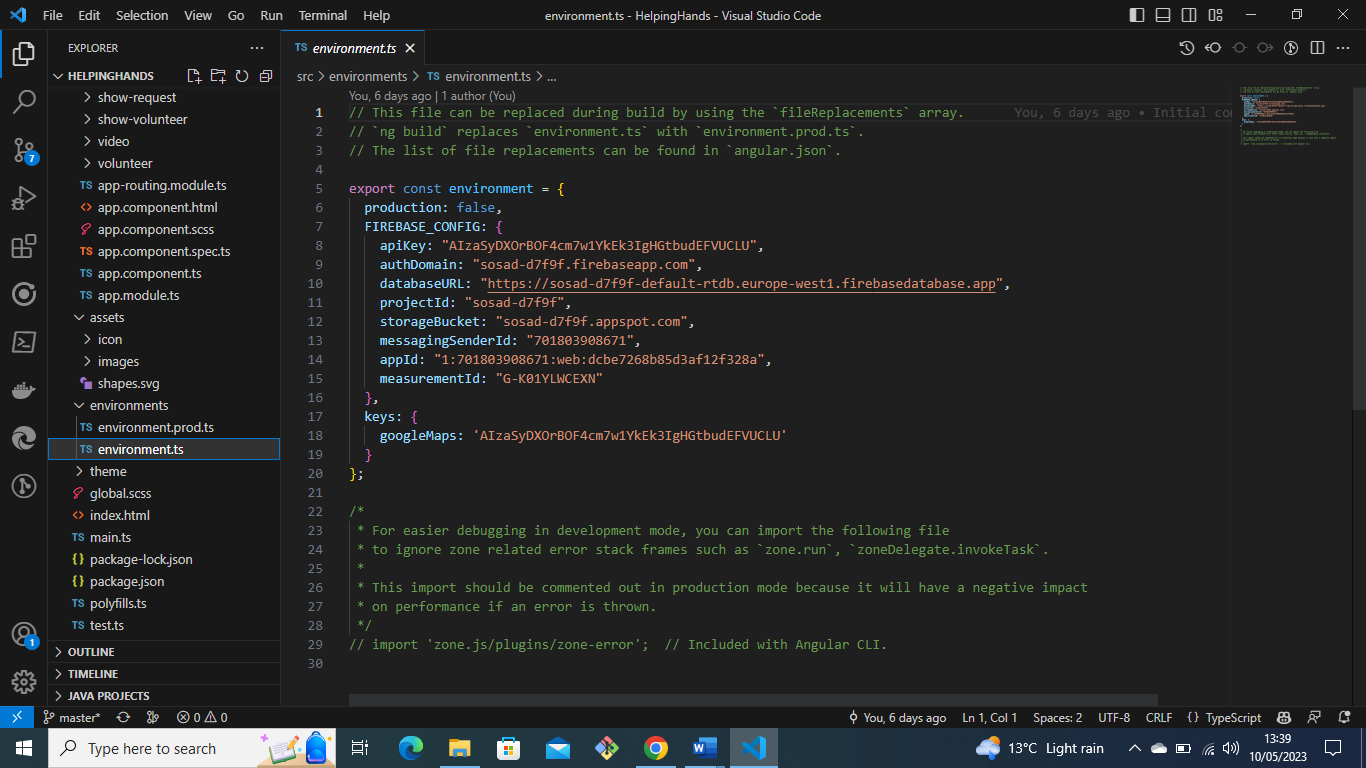 File Edit Selection View Go Run Terminal Help
environment.ts - HelpingHands - Visual Studio Code
EXPLORER
HELPINGHANDS
show-request
show-volunteer
video
volunteer
TS app-routing.module.ts
<> app.component.html
app.component.scss
TS app.component.spec.ts
TS app.component.ts
TS app.module.ts
assets
icon
images
shapes.svg
environments
TS environment.prod.ts
TS environment.ts
theme
global.scss
<> index.html
TS main.ts
{} package-lock.json
{} package.json
TS polyfills.ts
TS test.ts
OUTLINE
TIMELINE
JAVA PROJECTS
7
1
TS environment.ts
src > environments > TS environment.ts > ...
You, 6 days ago | 1 author (You)
1 // This file can be replaced during build by using the `fileReplacements` array. You, 6 days ago • Initial co
2 // `ng build` replaces `environment.ts` with `environment.prod.ts`.
3 // The list of file replacements can be found in `angular.json`.
4
5 export const environment = {
6 production: false,
7 FIREBASE_CONFIG: {
8 apiKey: "AIzaSyDXOrBOF4cm7w1YkEk3IgHGtbudEFVUCLU",
9 authDomain: "sosad-d7f9f.firebaseapp.com",
10 databaseURL: "https://sosad-d7f9f-default-rtdb.europe-west1.firebasedatabase.app",
11 projectId: "sosad-d7f9f",
12 storageBucket: "sosad-d7f9f.appspot.com",
13 messagingSenderId: "701803908671",
14 appId: "1:701803908671:web:dcbe7268b85d3af12f328a",
15 measurementId: "G-K01YLWCEXN"
16 },
17 keys: {
18 googleMaps: 'AIzaSyDXOrBOF4cm7w1YkEk3IgHGtbudEFVUCLU'
19 }
20 };
21
22 /*
23 * For easier debugging in development mode, you can import the following file
24 * to ignore zone related error stack frames such as `zone.run`, `zoneDelegate.invokeTask`.
25 *
26 * This import should be commented out in production mode because it will have a negative impact
27 * on performance if an error is thrown.
28 */
29 // import 'zone.js/plugins/zone-error';  // Included with Angular CLI.
30
master* 0 0 You, 6 days ago Ln 1, Col 1 Spaces: 2 UTF-8 CRLF {} TypeScript
Type here to search
13°C Light rain
13:39
10/05/2023